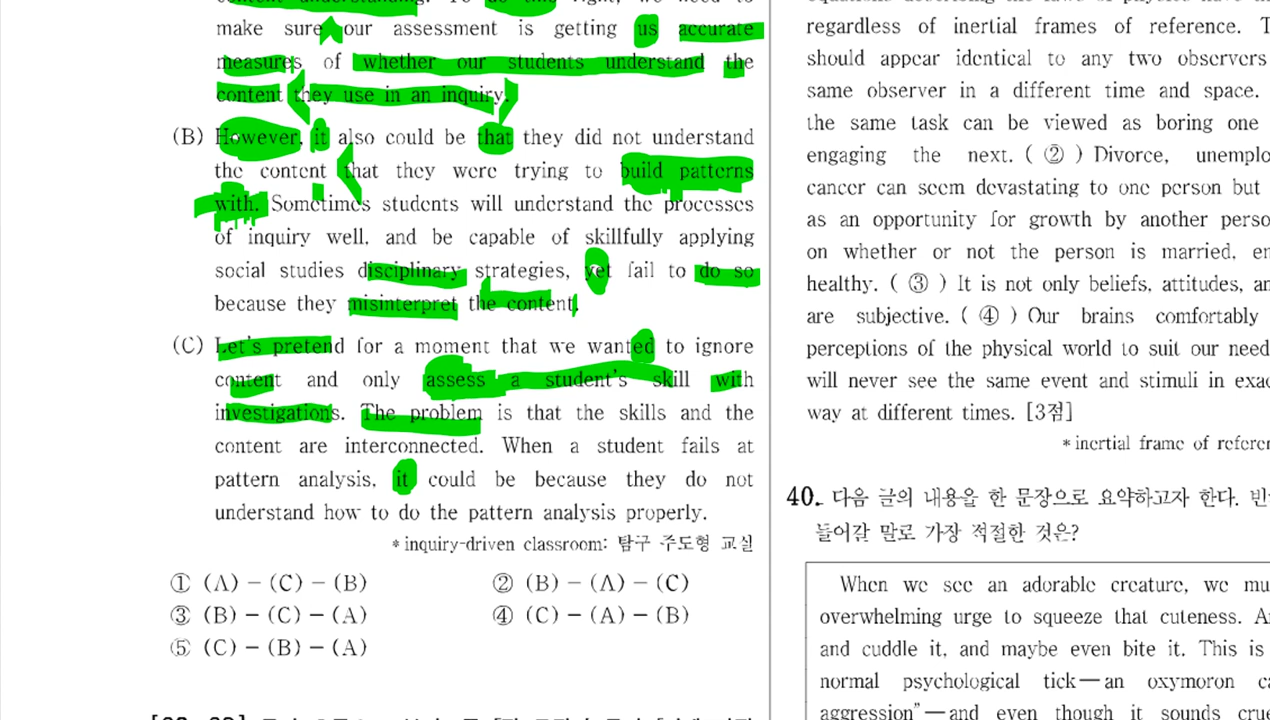 make sure our assessment is getting us accurate
measures of whether our students understand the
content they use in an inquiry.
(B) However, it also could be that they did not understand
the content that they were trying to build patterns
with. Sometimes students will understand the processes
of inquiry well, and be capable of skillfully applying
social studies disciplinary strategies, yet fail to do so
because they misinterpret the content.
(C) Let's pretend for a moment that we wanted to ignore
content and only assess a student's skill with
investigations. The problem is that the skills and the
content are interconnected. When a student fails at
pattern analysis, it could be because they do not
understand how to do the pattern analysis properly.
* inquiry-driven classroom: 탐구 주도형 교실
① (A) - (C) - (B) ② (B) - (A) - (C)
③ (B) - (C) - (A) ④ (C) - (A) - (B)
⑤ (C) - (B) - (A)
regardless of inertial frames of reference.
should appear identical to any two observers
same observer in a different time and space.
the same task can be viewed as boring one
engaging the next. ( ② ) Divorce,
cancer can seem devastating to one person but
as an opportunity for growth by another
on whether or not the person is married,
healthy. ( ③ ) It is not only beliefs, attitudes,
are subjective. ( ④ ) Our brains comfortably
perceptions of the physical world to suit our
will never see the same event and stimuli in
way at different times. [3점]
* inertial frame of
40. 다음 글의 내용을 한 문장으로 요약하고자 한다.
들어갈 말로 가장 적절한 것은?
When we see an adorable creature, we
overwhelming urge to squeeze that cuteness.
and cuddle it, and maybe even bite it. This is
normal psychological tick—an oxymoron
aggression"—and even though it sounds